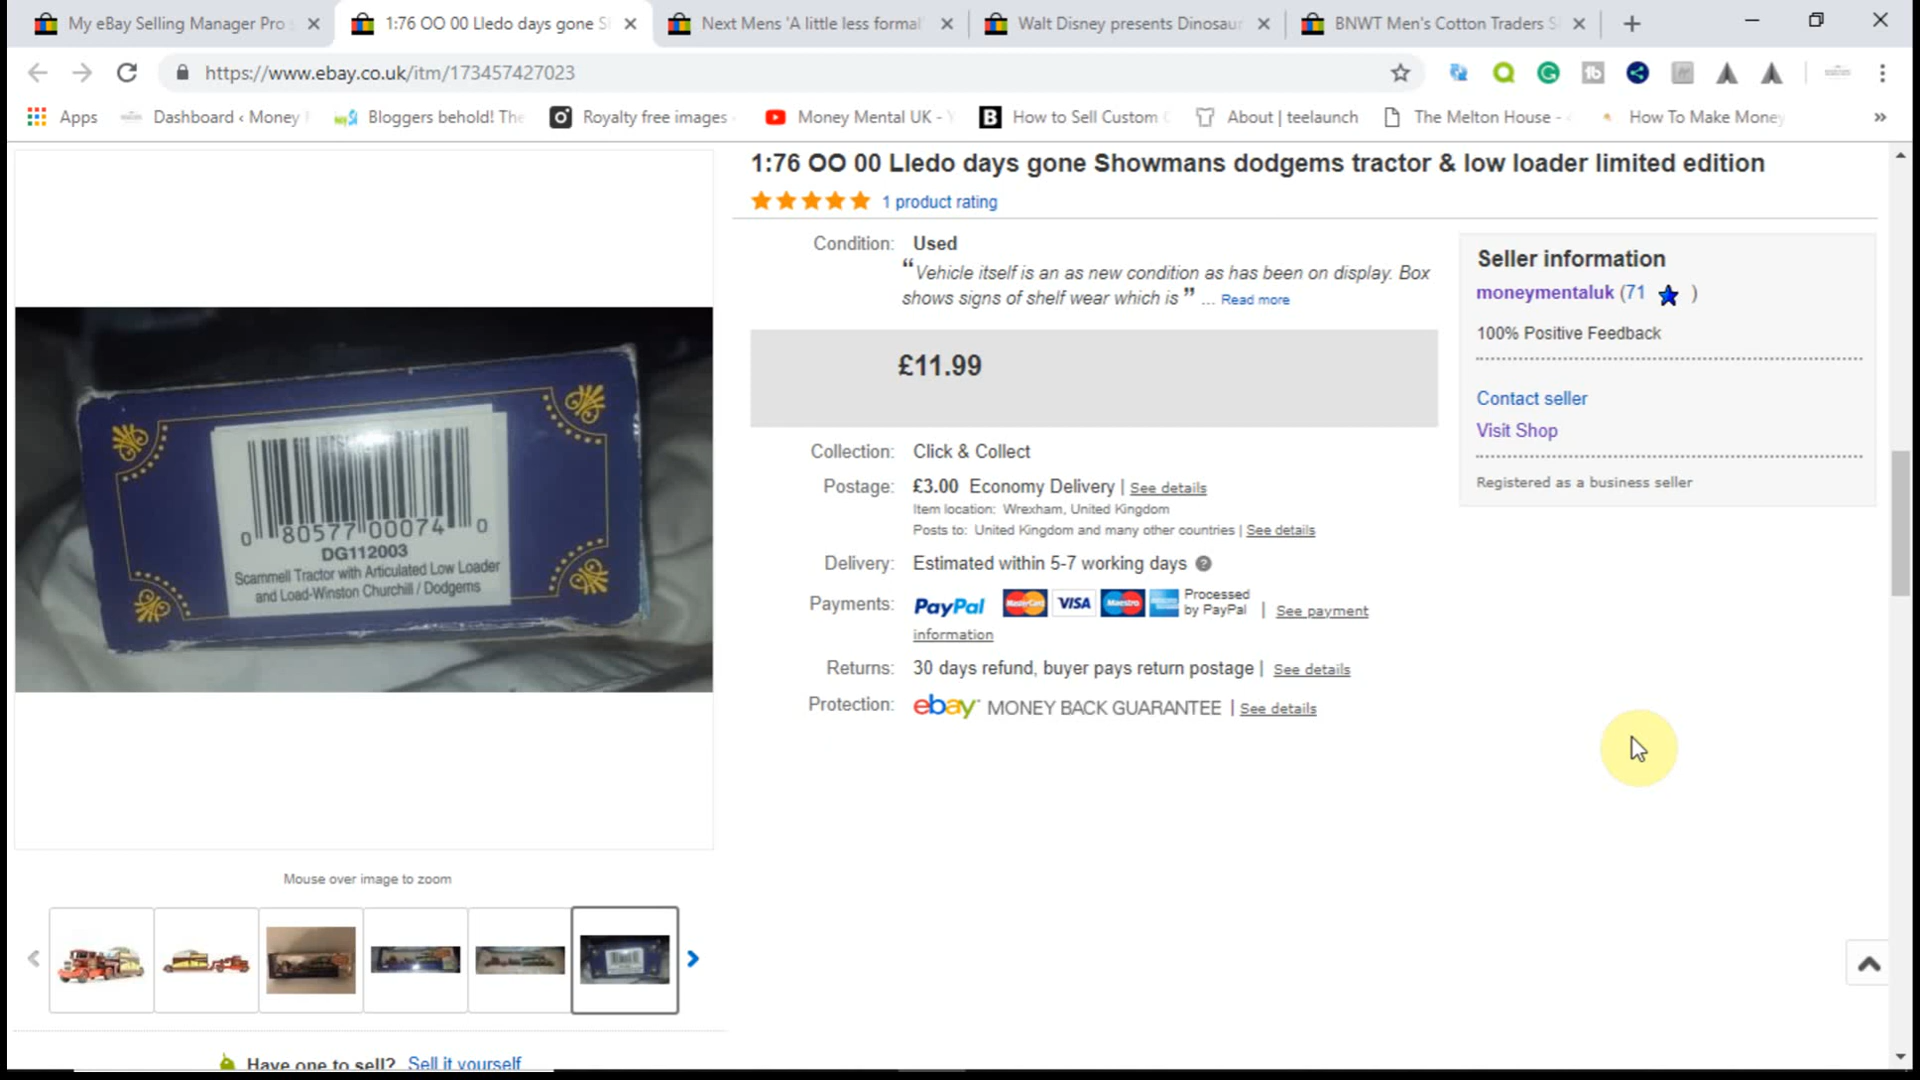 My eBay Selling Manager Pro
1:76 OO 00 Lledo days gone S
Next Mens 'A little less formal'
Walt Disney presents Dinosaur
BNWT Men's Cotton Traders S
https://www.ebay.co.uk/itm/173457427023
Apps
Dashboard ‹ Money
Bloggers behold! The
Royalty free images
Money Mental UK -
How to Sell Custom
About | teelaunch
The Melton House -
How To Make Money
»
1:76 OO 00 Lledo days gone Showmans dodgems tractor & low loader limited edition
1 product rating
Condition: Used
“Vehicle itself is an as new condition as has been on display. Box
shows signs of shelf wear which is ” ... Read more
£11.99
Collection: Click & Collect
Postage: £3.00 Economy Delivery | See details
Item location: Wrexham, United Kingdom
Posts to: United Kingdom and many other countries | See details
Delivery: Estimated within 5-7 working days ?
Payments: PayPal MasterCard VISA Maestro Processed
by PayPal | See payment
information
Returns: 30 days refund, buyer pays return postage | See details
Protection: ebay MONEY BACK GUARANTEE | See details
Seller information
moneymentaluk (71 )
100% Positive Feedback
Contact seller
Visit Shop
Registered as a business seller
0 80577 00074 0
DG112003
Scammell Tractor with Articulated Low Loader
and Load-Winston Churchill / Dodgems
Mouse over image to zoom
Have one to sell? Sell it yourself